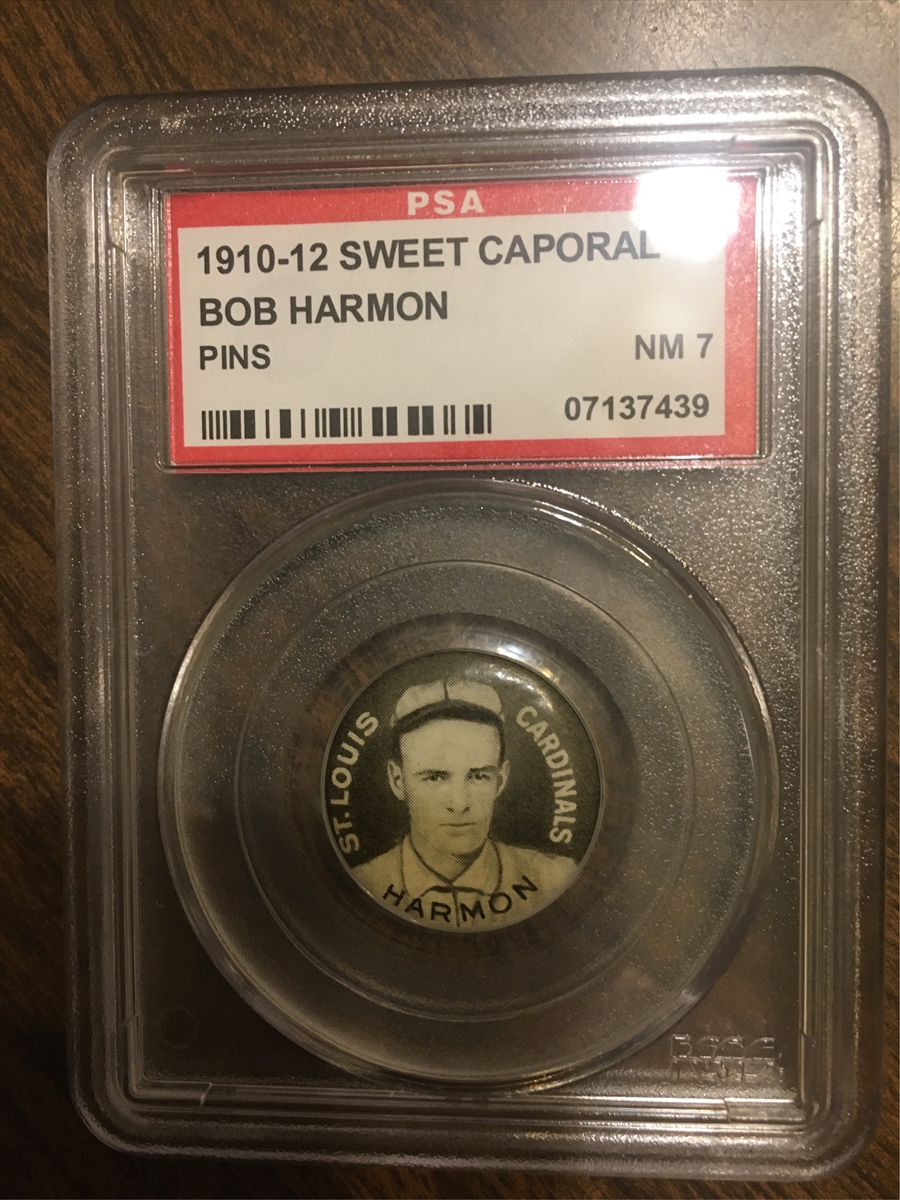 PSA
1910-12 SWEET CAPORAL
BOB HARMON
PINS
NM 7
07137439
ST. LOUIS
CARDINALS
HARMON